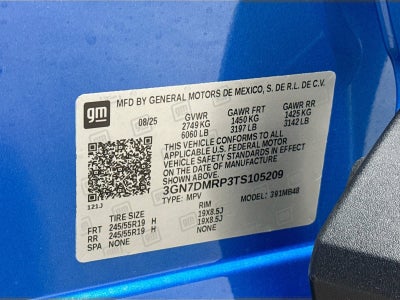 gm
MFD BY GENERAL MOTORS DE MEXICO, S. DE R.L. DE C.V.
08/25 GVWR GAWR FRT GAWR RR
2749 KG 1450 KG 1425 KG
6060 LB 3197 LB 3142 LB
THIS VEHICLE CONFORMS TO ALL
APPLICABLE U.S. FEDERAL MOTOR
VEHICLE SAFETY STANDARDS IN EFFECT
ON THE DATE OF MANUFACTURE
SHOWN ABOVE.
3GN7DMRP3TS105209
121J TYPE: MPV MODEL: 391MB48
TIRE SIZE RIM
FRT 245/55R19 H 19X8.5J
RR 245/55R19 H 19X8.5J
SPA NONE NONE